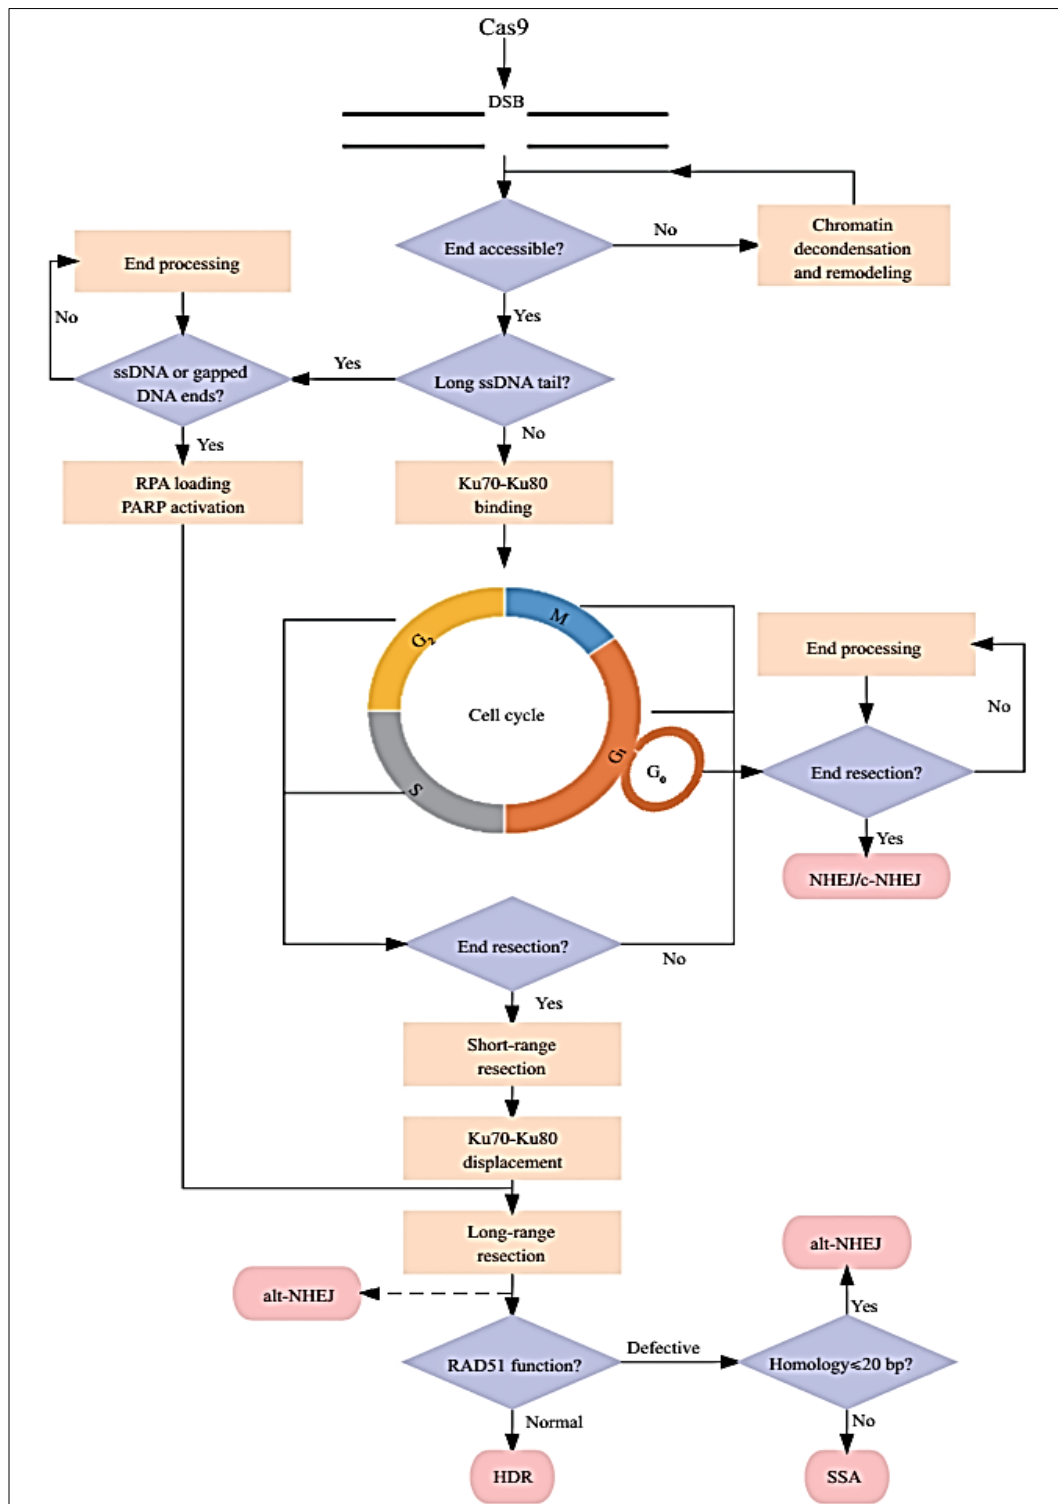 Cas9
DSB
End accessible?
No
Chromatin
decondensation
and remodeling
Yes
End processing
No
ssDNA or gapped
DNA ends?
Yes
Long ssDNA tail?
Yes
No
RPA loading
PARP activation
Ku70-Ku80
binding
G₂
M
Cell cycle
S
G₁
G₀
End processing
No
End resection?
Yes
NHEJ/c-NHEJ
End resection?
No
Yes
Short-range
resection
Ku70-Ku80
displacement
Long-range
resection
alt-NHEJ
alt-NHEJ
Yes
RAD51 function?
Defective
Homology≤20 bp?
Normal
No
HDR
SSA